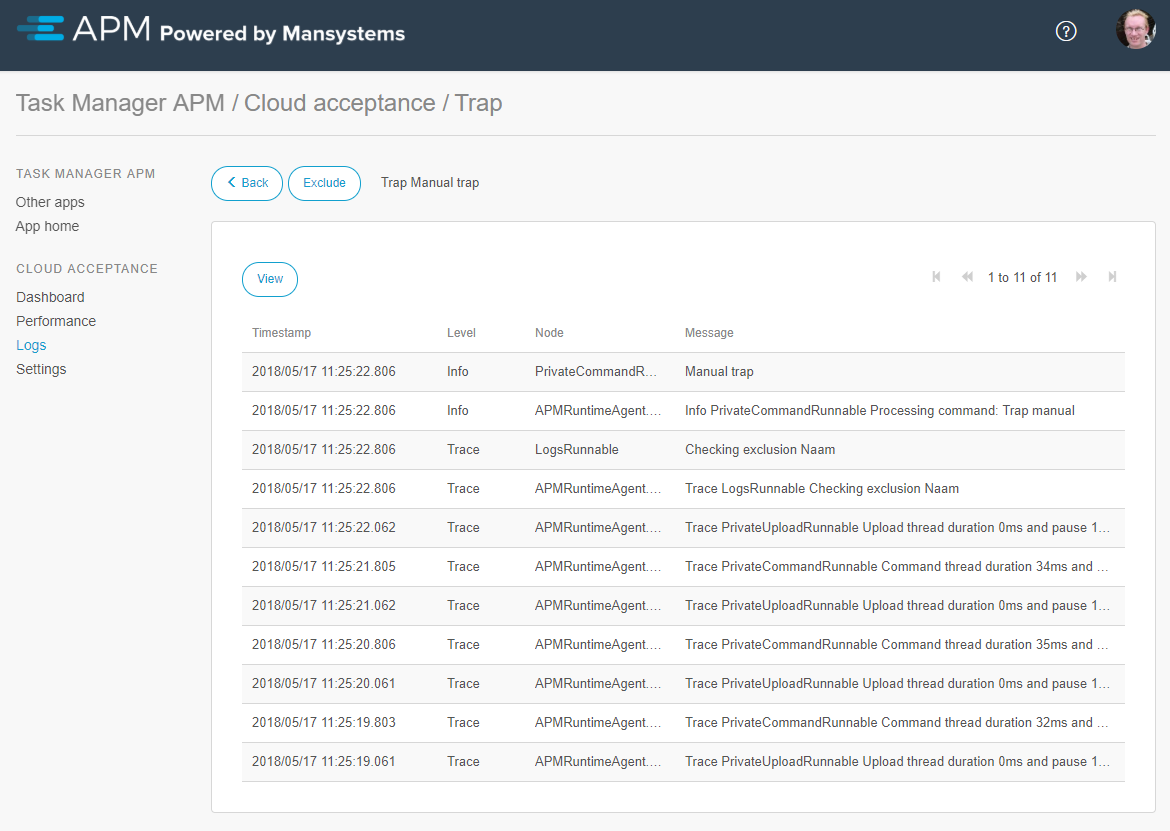 APM Powered by Mansystems
?
Task Manager APM / Cloud acceptance / Trap
TASK MANAGER APM
Other apps
App home
CLOUD ACCEPTANCE
Dashboard
Performance
Logs
Settings
Back Exclude Trap Manual trap
View 1 to 11 of 11
Timestamp Level Node Message
2018/05/17 11:25:22.806 Info PrivateCommandR... Manual trap
2018/05/17 11:25:22.806 Info APMRuntimeAgent.... Info PrivateCommandRunnable Processing command: Trap manual
2018/05/17 11:25:22.806 Trace LogsRunnable Checking exclusion Naam
2018/05/17 11:25:22.806 Trace APMRuntimeAgent.... Trace LogsRunnable Checking exclusion Naam
2018/05/17 11:25:22.062 Trace APMRuntimeAgent.... Trace PrivateUploadRunnable Upload thread duration 0ms and pause 1...
2018/05/17 11:25:21.805 Trace APMRuntimeAgent.... Trace PrivateCommandRunnable Command thread duration 34ms and ...
2018/05/17 11:25:21.062 Trace APMRuntimeAgent.... Trace PrivateUploadRunnable Upload thread duration 0ms and pause 1...
2018/05/17 11:25:20.806 Trace APMRuntimeAgent.... Trace PrivateCommandRunnable Command thread duration 35ms and ...
2018/05/17 11:25:20.061 Trace APMRuntimeAgent.... Trace PrivateUploadRunnable Upload thread duration 0ms and pause 1...
2018/05/17 11:25:19.803 Trace APMRuntimeAgent.... Trace PrivateCommandRunnable Command thread duration 32ms and ...
2018/05/17 11:25:19.061 Trace APMRuntimeAgent.... Trace PrivateUploadRunnable Upload thread duration 0ms and pause 1...